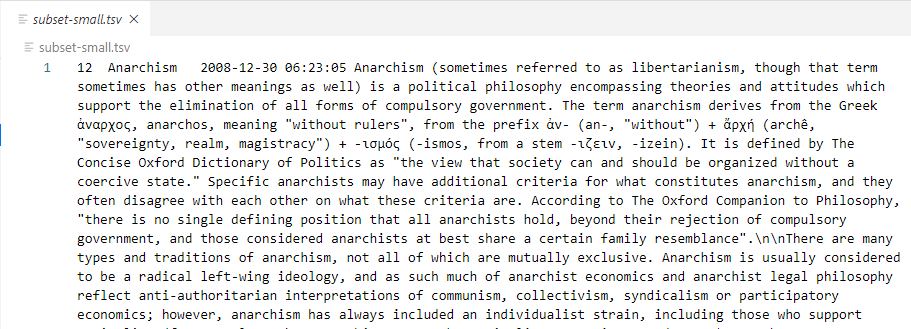 subset-small.tsv
subset-small.tsv
1 12 Anarchism 2008-12-30 06:23:05 Anarchism (sometimes referred to as libertarianism, though that term
sometimes has other meanings as well) is a political philosophy encompassing theories and attitudes which
support the elimination of all forms of compulsory government. The term anarchism derives from the Greek
ἀναρχος, anarchos, meaning "without rulers", from the prefix ἀν- (an-, "without") + ἄρχή (archê,
"sovereignty, realm, magistracy") + -ισμός (-ismos, from a stem -ιζειν, -izein). It is defined by The
Concise Oxford Dictionary of Politics as "the view that society can and should be organized without a
coercive state." Specific anarchists may have additional criteria for what constitutes anarchism, and they
often disagree with each other on what these criteria are. According to The Oxford Companion to Philosophy,
"there is no single defining position that all anarchists hold, beyond their rejection of compulsory
government, and those considered anarchists at best share a certain family resemblance".\n\nThere are many
types and traditions of anarchism, not all of which are mutually exclusive. Anarchism is usually considered
to be a radical left-wing ideology, and as such much of anarchist economics and anarchist legal philosophy
reflect anti-authoritarian interpretations of communism, collectivism, syndicalism or participatory
economics; however, anarchism has always included an individualist strain, including those who support